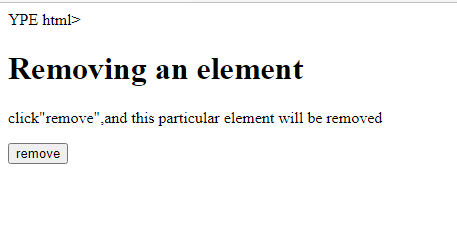 YPE html>
Removing an element
click"remove",and this particular element will be removed
remove